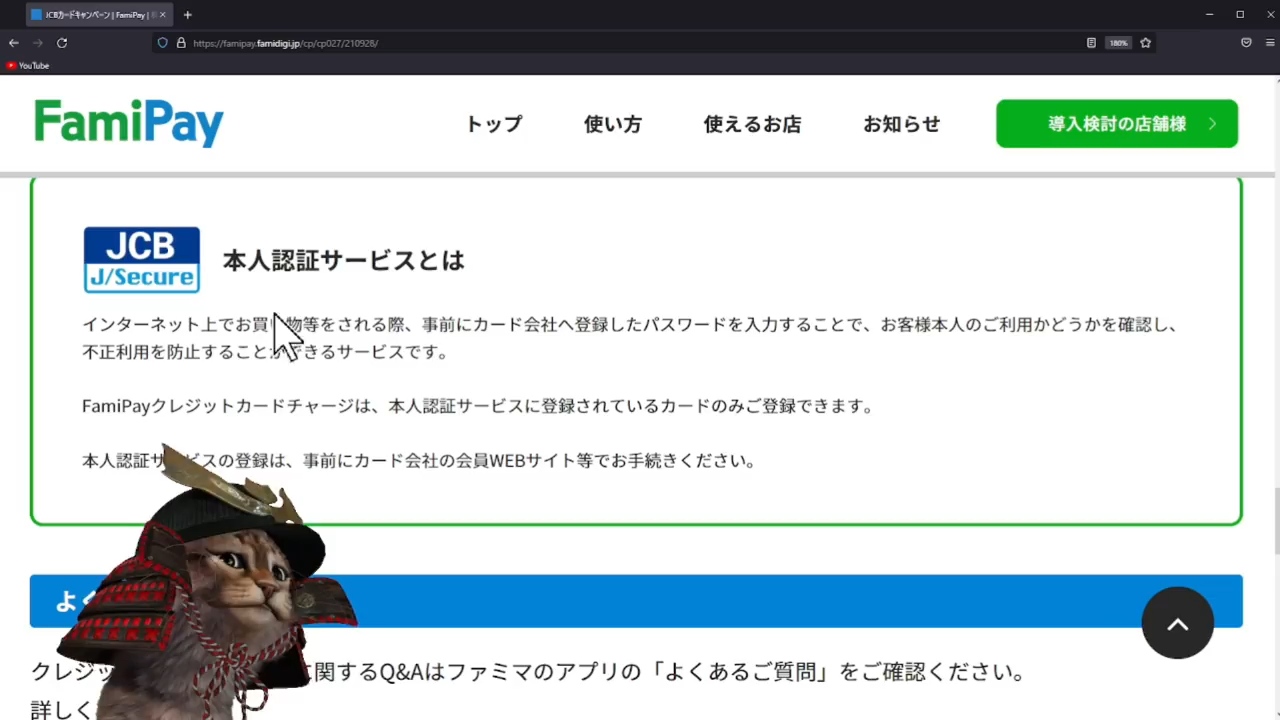 JCBカードキャンペーン | FamiPay |
YouTube
https://famipay.famidigi.jp/cp/cp027/210928/
180%
FamiPay
トップ
使い方
使えるお店
お知らせ
導入検討の店舗様
JCB
J/Secure
本人認証サービスとは
インターネット上でお買い物等をされる際、事前にカード会社へ登録したパスワードを入力することで、お客様本人のご利用かどうかを確認し、
不正利用を防止することができるサービスです。
FamiPayクレジットカードチャージは、本人認証サービスに登録されているカードのみご登録できます。
本人認証サービスの登録は、事前にカード会社の会員WEBサイト等でお手続きください。
よく
クレジッ に関するQ&Aはファミマのアプリの「よくあるご質問」をご確認ください。
詳しく